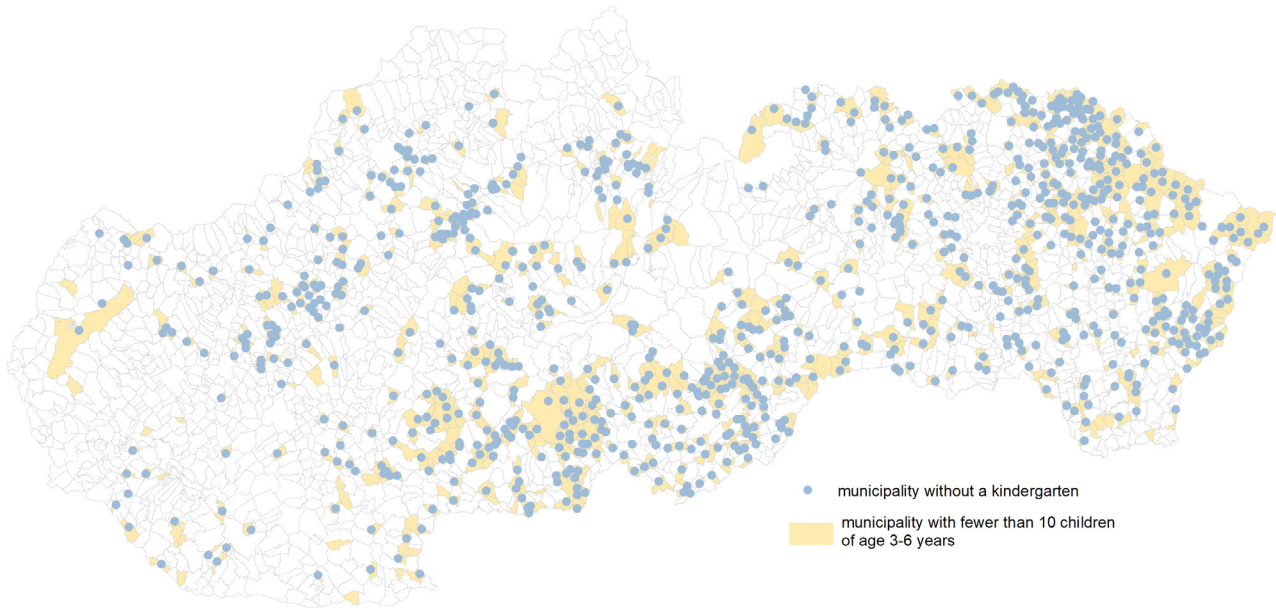 municipality without a kindergarten
municipality with fewer than 10 children
of age 3-6 years